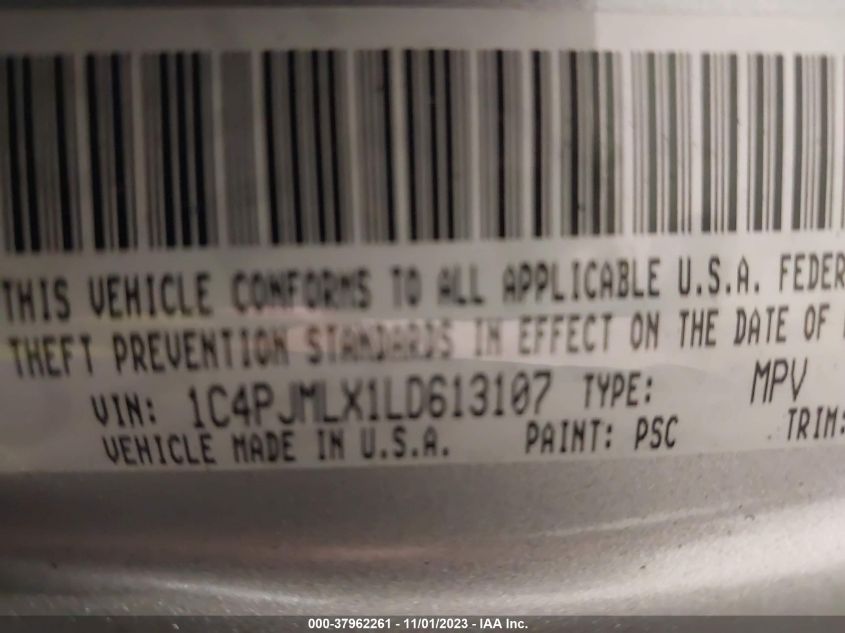 THIS VEHICLE CONFORMS TO ALL APPLICABLE U.S.A. FEDER
THEFT PREVENTION STANDARDS IN EFFECT ON THE DATE OF
VIN: 1C4PJMLX1LD613107 TYPE: MPV
VEHICLE MADE IN U.S.A. PAINT: PSC TRIM:
000-37962261 - 11/01/2023 - IAA Inc.